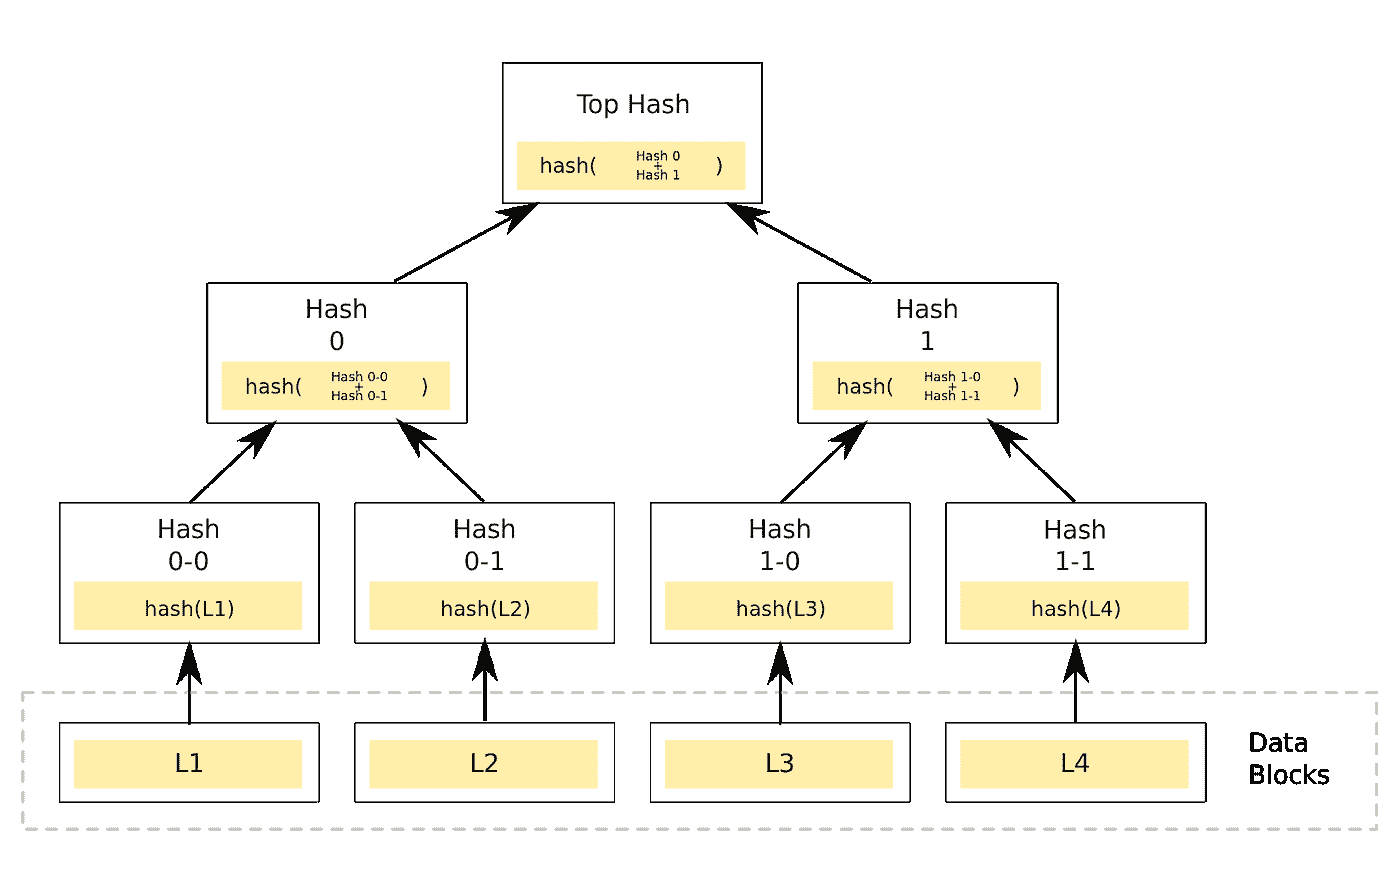 Top Hash
hash( Hash 0 + Hash 1 )
Hash
0
hash( Hash 0-0 + Hash 0-1 )
Hash
1
hash( Hash 1-0 + Hash 1-1 )
Hash
0-0
hash(L1)
Hash
0-1
hash(L2)
Hash
1-0
hash(L3)
Hash
1-1
hash(L4)
L1
L2
L3
L4
Data
Blocks